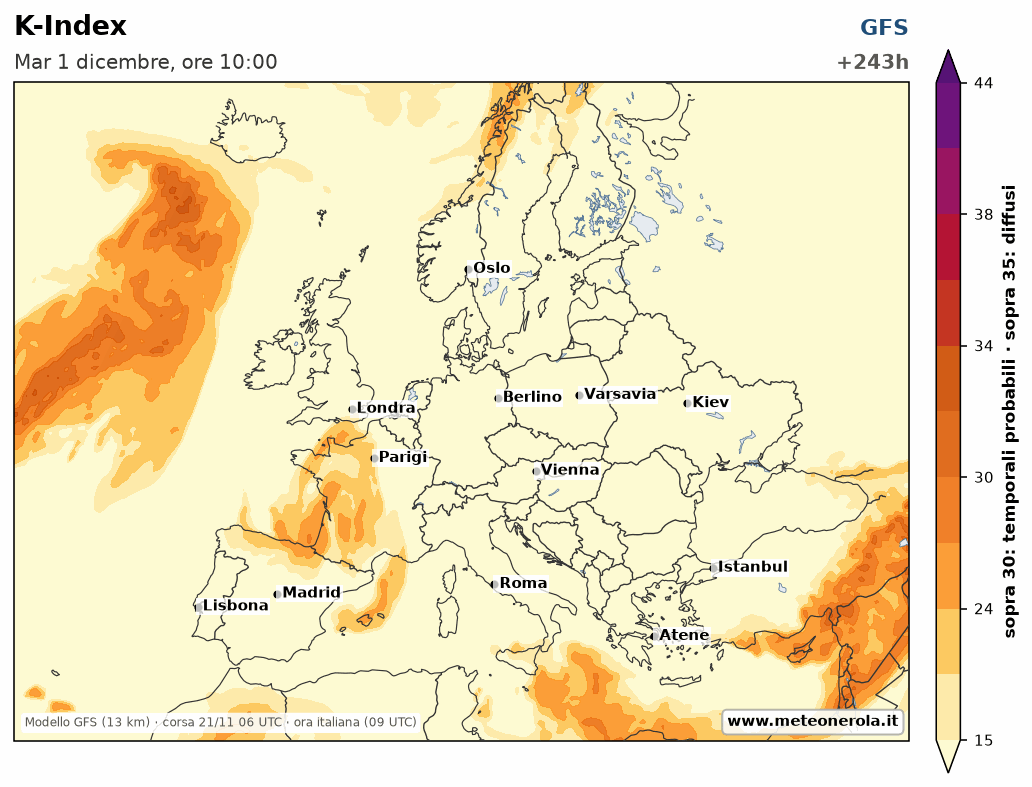 K-Index
GFS
Mar 1 dicembre, ore 10:00
+243h
44
38
34
30
24
15
sopra 30: temporali probabili · sopra 35: diffusi
Oslo
Berlino
Varsavia
Kiev
Londra
Parigi
Vienna
Istanbul
Roma
Madrid
Lisbona
Atene
Modello GFS (13 km) · corsa 21/11 06 UTC · ora italiana (09 UTC)
www.meteonerola.it